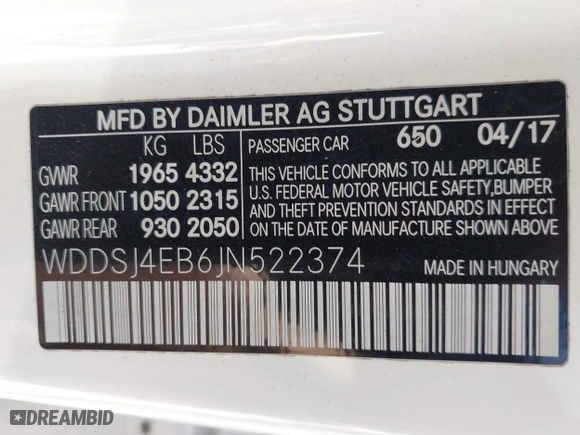 MFD BY DAIMLER AG STUTTGART
KG LBS
GVWR 1965 4332
GAWR FRONT 1050 2315
GAWR REAR 930 2050
PASSENGER CAR 650 04/17
THIS VEHICLE CONFORMS TO ALL APPLICABLE
U.S. FEDERAL MOTOR VEHICLE SAFETY,BUMPER
AND THEFT PREVENTION STANDARDS IN EFFECT
ON THE DATE OF MANUFACTURE SHOWN ABOVE
WDDSJ4EB6JN522374 MADE IN HUNGARY
DREAMBID